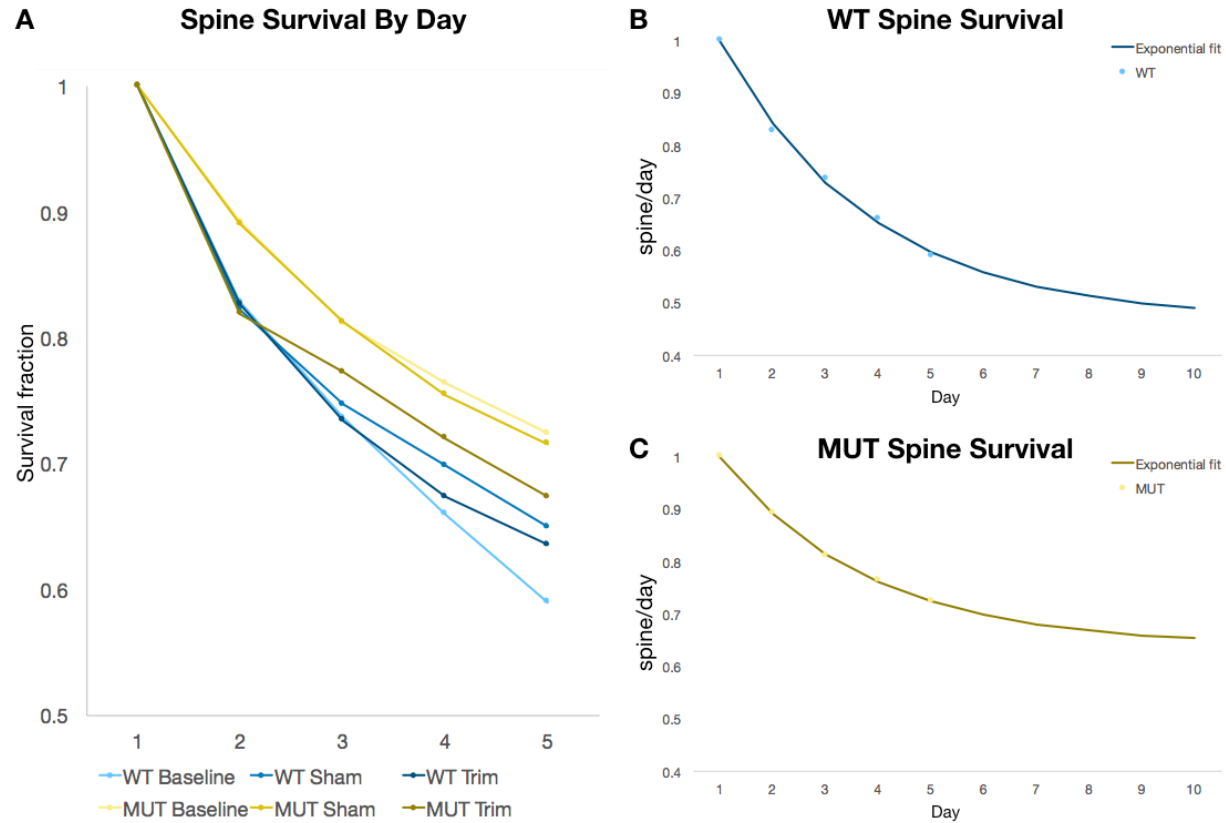 A
Spine Survival By Day
Survival fraction
1
0.9
0.8
0.7
0.6
0.5
1 2 3 4 5
WT Baseline WT Sham WT Trim
MUT Baseline MUT Sham MUT Trim
B
WT Spine Survival
Exponential fit
WT
spine/day
1
0.9
0.8
0.7
0.6
0.5
0.4
1 2 3 4 5 6 7 8 9 10
Day
C
MUT Spine Survival
Exponential fit
MUT
spine/day
1
0.9
0.8
0.7
0.6
0.5
0.4
1 2 3 4 5 6 7 8 9 10
Day